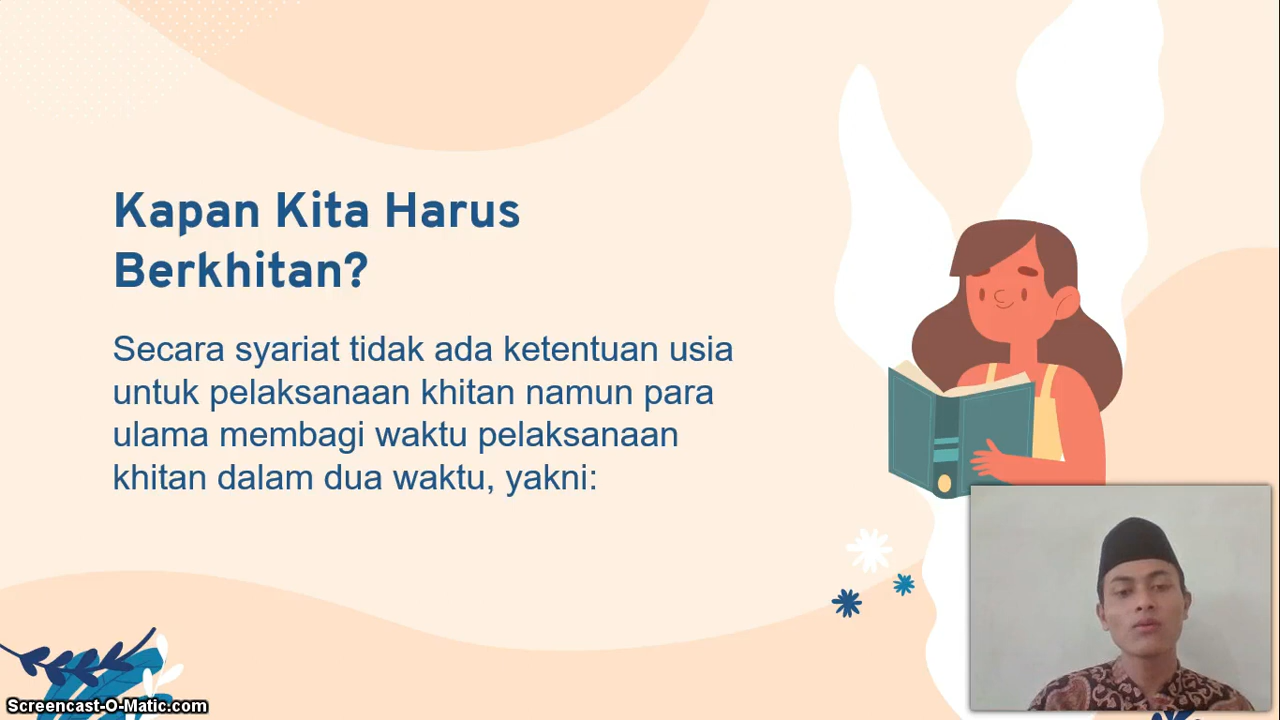 Kapan Kita Harus
Berkhitan?
Secara syariat tidak ada ketentuan usia
untuk pelaksanaan khitan namun para
ulama membagi waktu pelaksanaan
khitan dalam dua waktu, yakni:
Screencast-O-Matic.com